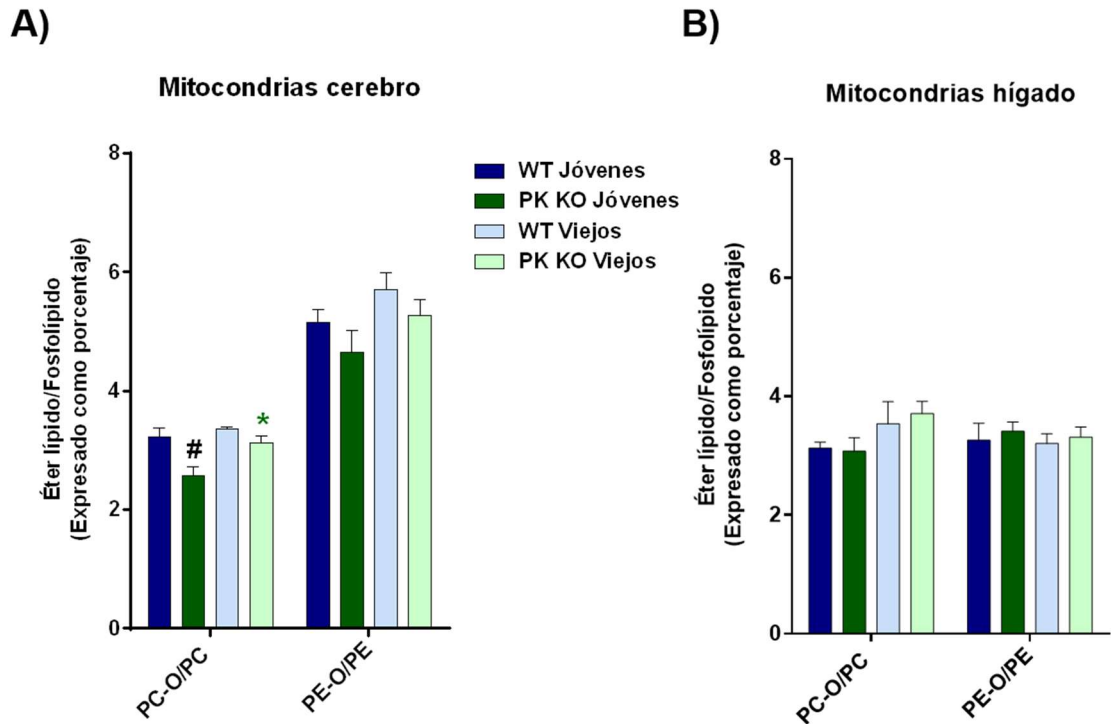 A)
Mitocondrias cerebro
Éter lípido/Fosfolípido
(Expresado como porcentaje)
8
6
4
2
0
#
*
PC-O/PC
PE-O/PE
WT Jóvenes
PK KO Jóvenes
WT Viejos
PK KO Viejos
B)
Mitocondrias hígado
Éter lípido/Fosfolípido
(Expresado como porcentaje)
8
6
4
2
0
PC-O/PC
PE-O/PE